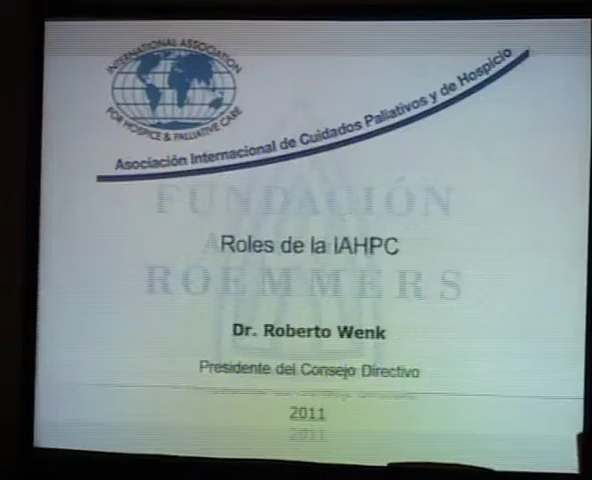 INTERNATIONAL ASSOCIATION
FOR HOSPICE & PALLIATIVE CARE
Asociación Internacional de Cuidados Paliativos y de Hospicio
FUNDACIÓN
Roles de la IAHPC
ROEMMERS
Dr. Roberto Wenk
Presidente del Consejo Directivo
2011
2011